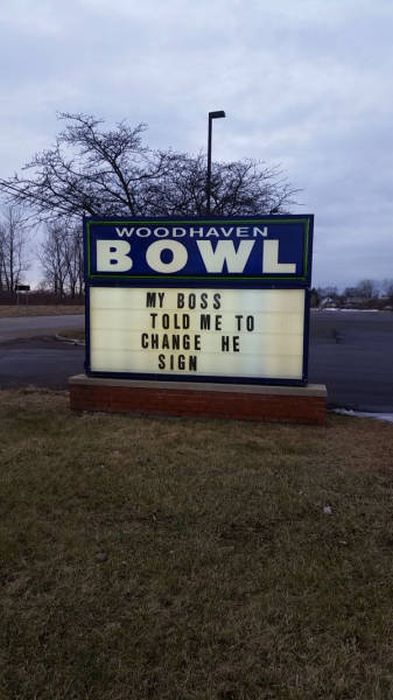 WOODHAVEN
BOWL
MY BOSS
TOLD ME TO
CHANGE HE
SIGN